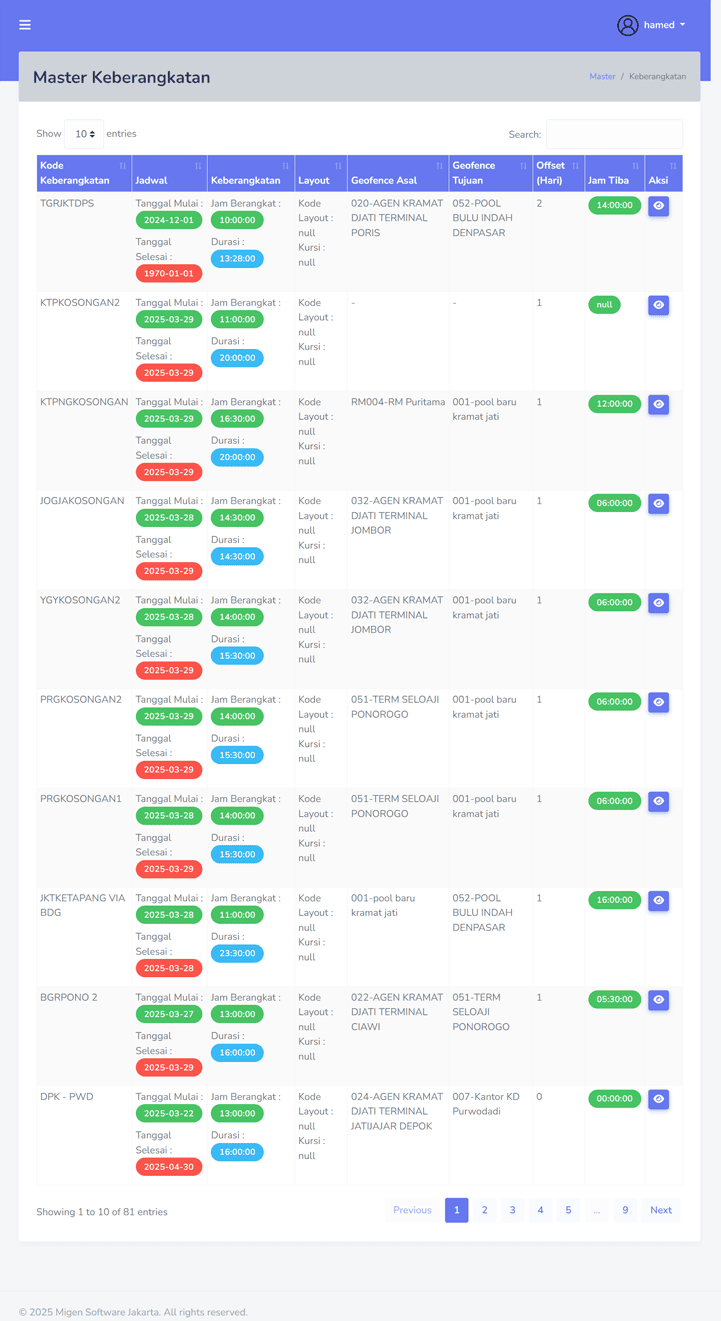 hamed
Master Keberangkatan
Master / Keberangkatan
Show 10 entries
Search:
Kode Keberangkatan
Jadwal
Keberangkatan
Layout
Geofence Asal
Geofence Tujuan
Offset (Hari)
Jam Tiba
Aksi
TGRJKTDPS
Tanggal Mulai :
2024-12-01
Tanggal Selesai :
1970-01-01
Jam Berangkat :
10:00:00
Durasi :
13:28:00
Kode Layout : null
Kursi : null
020-AGEN KRAMAT DJATI TERMINAL PORIS
052-POOL BULU INDAH DENPASAR
2
14:00:00
KTPKOSONGAN2
Tanggal Mulai :
2025-03-29
Tanggal Selesai :
2025-03-29
Jam Berangkat :
11:00:00
Durasi :
20:00:00
Kode Layout : null
Kursi : null
-
-
1
null
KTPNGKOSONGAN
Tanggal Mulai :
2025-03-29
Tanggal Selesai :
2025-03-29
Jam Berangkat :
16:30:00
Durasi :
20:00:00
Kode Layout : null
Kursi : null
RM004-RM Puritama
001-pool baru kramat jati
1
12:00:00
JOGJAKOSONGAN
Tanggal Mulai :
2025-03-28
Tanggal Selesai :
2025-03-29
Jam Berangkat :
14:30:00
Durasi :
14:30:00
Kode Layout : null
Kursi : null
032-AGEN KRAMAT DJATI TERMINAL JOMBOR
001-pool baru kramat jati
1
06:00:00
YGYKOSONGAN2
Tanggal Mulai :
2025-03-28
Tanggal Selesai :
2025-03-29
Jam Berangkat :
14:00:00
Durasi :
15:30:00
Kode Layout : null
Kursi : null
032-AGEN KRAMAT DJATI TERMINAL JOMBOR
001-pool baru kramat jati
1
06:00:00
PRGKOSONGAN2
Tanggal Mulai :
2025-03-29
Tanggal Selesai :
2025-03-29
Jam Berangkat :
14:00:00
Durasi :
15:30:00
Kode Layout : null
Kursi : null
051-TERM SELOAJI PONOROGO
001-pool baru kramat jati
1
06:00:00
PRGKOSONGAN1
Tanggal Mulai :
2025-03-28
Tanggal Selesai :
2025-03-29
Jam Berangkat :
14:00:00
Durasi :
15:30:00
Kode Layout : null
Kursi : null
051-TERM SELOAJI PONOROGO
001-pool baru kramat jati
1
06:00:00
JKTKETAPANG VIA BDG
Tanggal Mulai :
2025-03-28
Tanggal Selesai :
2025-03-28
Jam Berangkat :
11:00:00
Durasi :
23:30:00
Kode Layout : null
Kursi : null
001-pool baru kramat jati
052-POOL BULU INDAH DENPASAR
1
16:00:00
BGRPONO 2
Tanggal Mulai :
2025-03-27
Tanggal Selesai :
2025-03-29
Jam Berangkat :
13:00:00
Durasi :
16:00:00
Kode Layout : null
Kursi : null
022-AGEN KRAMAT DJATI TERMINAL CIAWI
051-TERM SELOAJI PONOROGO
1
05:30:00
DPK - PWD
Tanggal Mulai :
2025-03-22
Tanggal Selesai :
2025-04-30
Jam Berangkat :
13:00:00
Durasi :
16:00:00
Kode Layout : null
Kursi : null
024-AGEN KRAMAT DJATI TERMINAL JATIJAJAR DEPOK
007-Kantor KD Purwodadi
0
00:00:00
Showing 1 to 10 of 81 entries
Previous 1 2 3 4 5 ... 9 Next
© 2025 Migen Software Jakarta. All rights reserved.